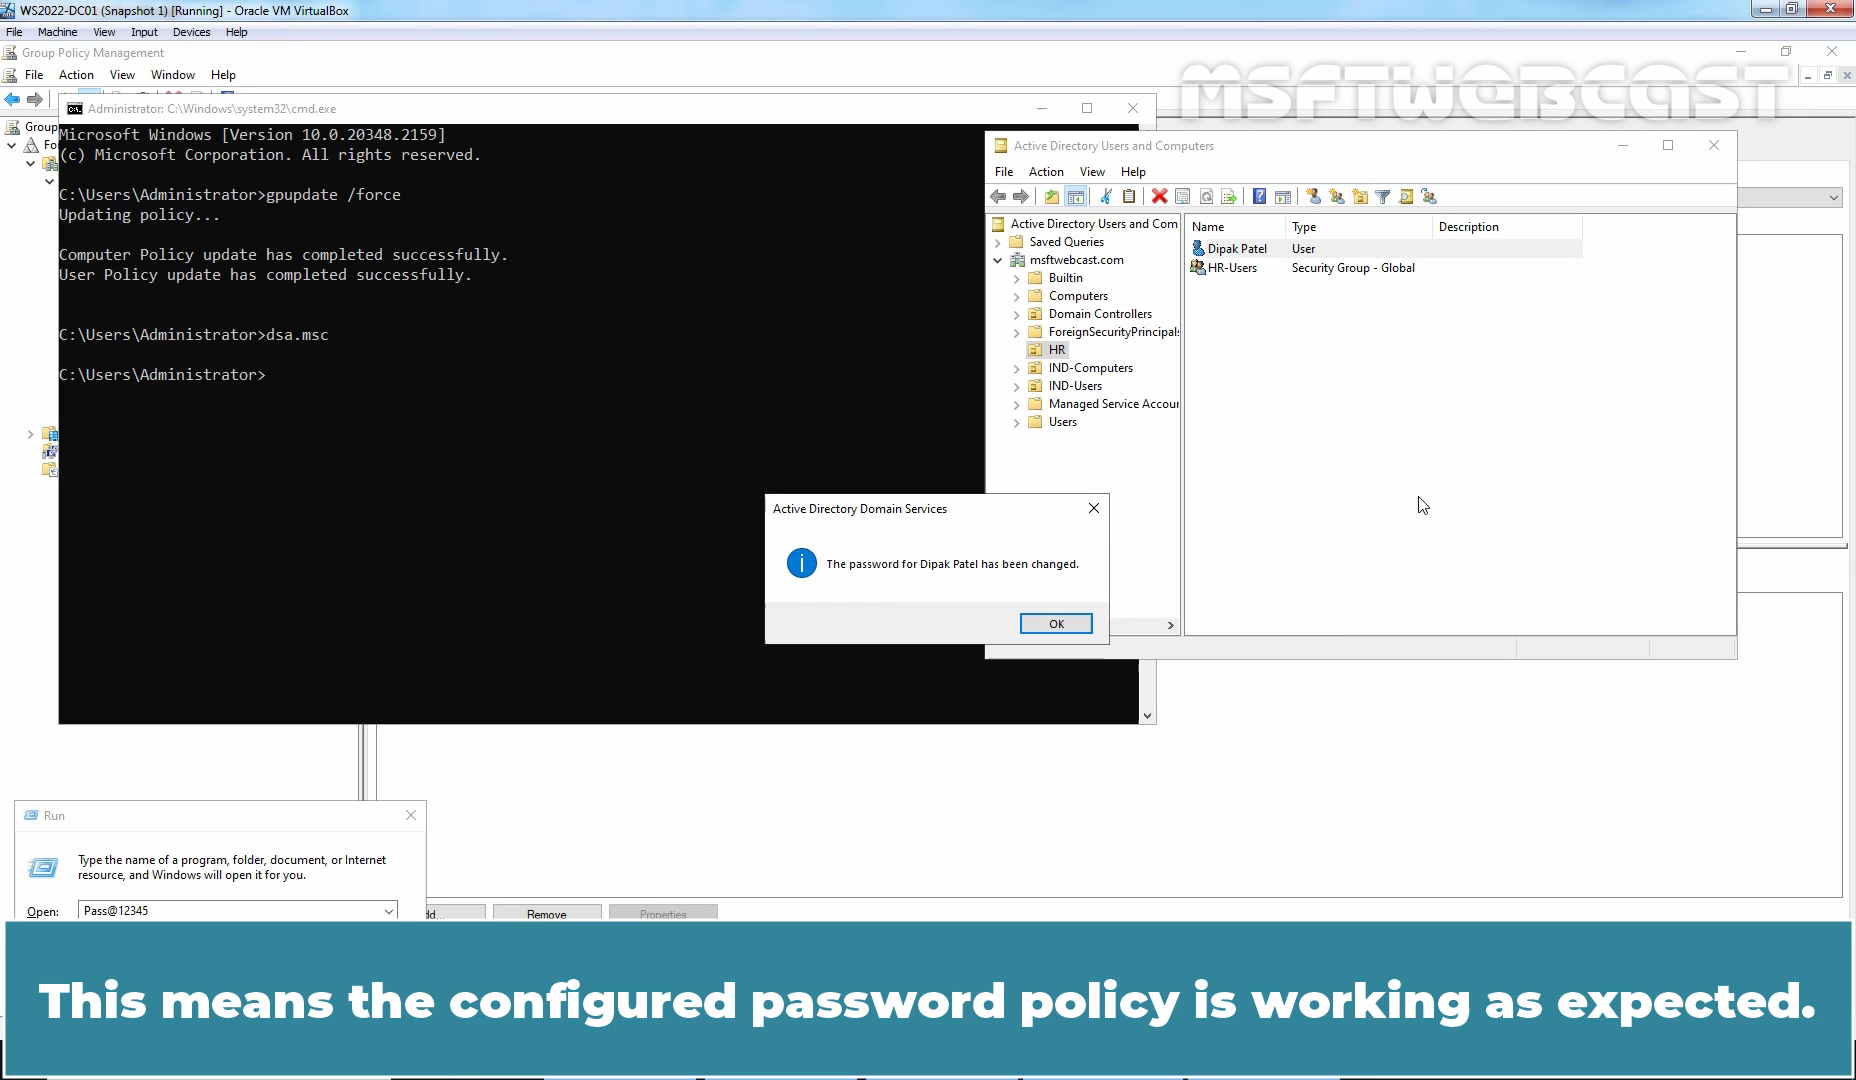 WS2022-DC01 (Snapshot 1) [Running] - Oracle VM VirtualBox
File Machine View Input Devices Help
Group Policy Management
File Action View Window Help
MSFTWEBCAST
Administrator: C:\Windows\system32\cmd.exe
Group
Fo
Microsoft Windows [Version 10.0.20348.2159]
(c) Microsoft Corporation. All rights reserved.
C:\Users\Administrator>gpupdate /force
Updating policy...
Computer Policy update has completed successfully.
User Policy update has completed successfully.
C:\Users\Administrator>dsa.msc
C:\Users\Administrator>
Active Directory Users and Computers
File Action View Help
Active Directory Users and Com
Saved Queries
msftwebcast.com
Builtin
Computers
Domain Controllers
ForeignSecurityPrincipals
HR
IND-Computers
IND-Users
Managed Service Accour
Users
Name Type Description
Dipak Patel User
HR-Users Security Group - Global
Active Directory Domain Services
The password for Dipak Patel has been changed.
OK
Run
Type the name of a program, folder, document, or Internet
resource, and Windows will open it for you.
Open: Pass@12345
dd... Remove Properties
This means the configured password policy is working as expected.